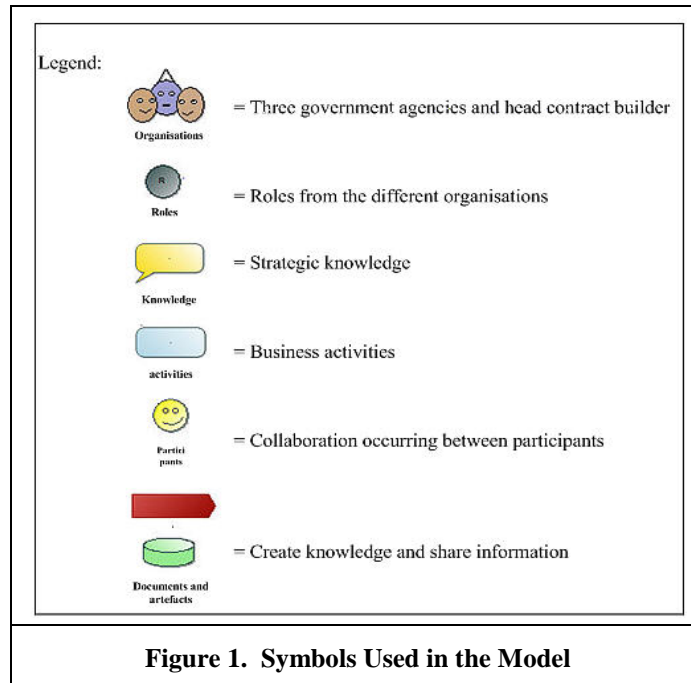 Legend:
= Three government agencies and head contract builder
Organisations
R
= Roles from the different organisations
Roles
= Strategic knowledge
Knowledge
= Business activities
activities
= Collaboration occurring between participants
Partici
pants
= Create knowledge and share information
Documents and
artefacts
Figure 1. Symbols Used in the Model